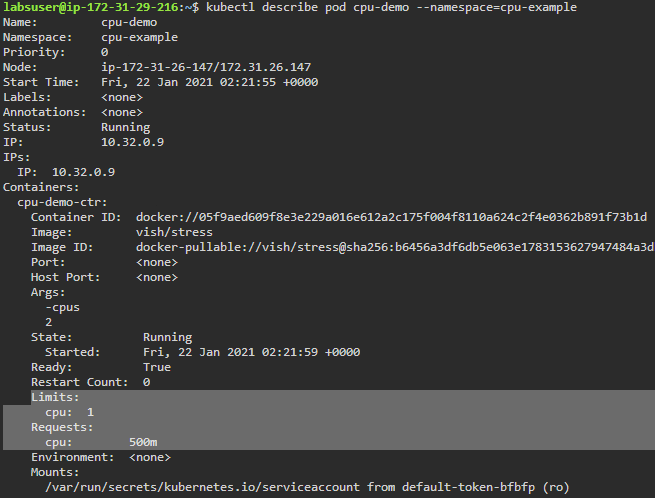 labsuser@ip-172-31-29-216:~$ kubectl describe pod cpu-demo --namespace=cpu-example
Name: cpu-demo
Namespace: cpu-example
Priority: 0
Node: ip-172-31-26-147/172.31.26.147
Start Time: Fri, 22 Jan 2021 02:21:55 +0000
Labels: <none>
Annotations: <none>
Status: Running
IP: 10.32.0.9
IPs:
IP: 10.32.0.9
Containers:
cpu-demo-ctr:
Container ID: docker://05f9aed609f8e3e229a016e612a2c175f004f8110a624c2f4e0362b891f73b1d
Image: vish/stress
Image ID: docker-pullable://vish/stress@sha256:b6456a3df6db5e063e1783153627947484a3d
Port: <none>
Host Port: <none>
Args:
-cpus
2
State: Running
Started: Fri, 22 Jan 2021 02:21:59 +0000
Ready: True
Restart Count: 0
Limits:
cpu: 1
Requests:
cpu: 500m
Environment: <none>
Mounts:
/var/run/secrets/kubernetes.io/serviceaccount from default-token-bfbfp (ro)